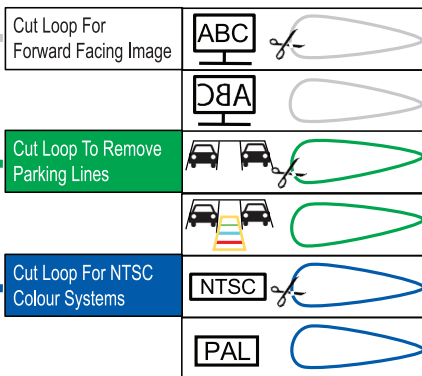 Cut Loop For
Forward Facing Image
ABC
ABC
Cut Loop To Remove
Parking Lines
Cut Loop For NTSC
Colour Systems
NTSC
PAL